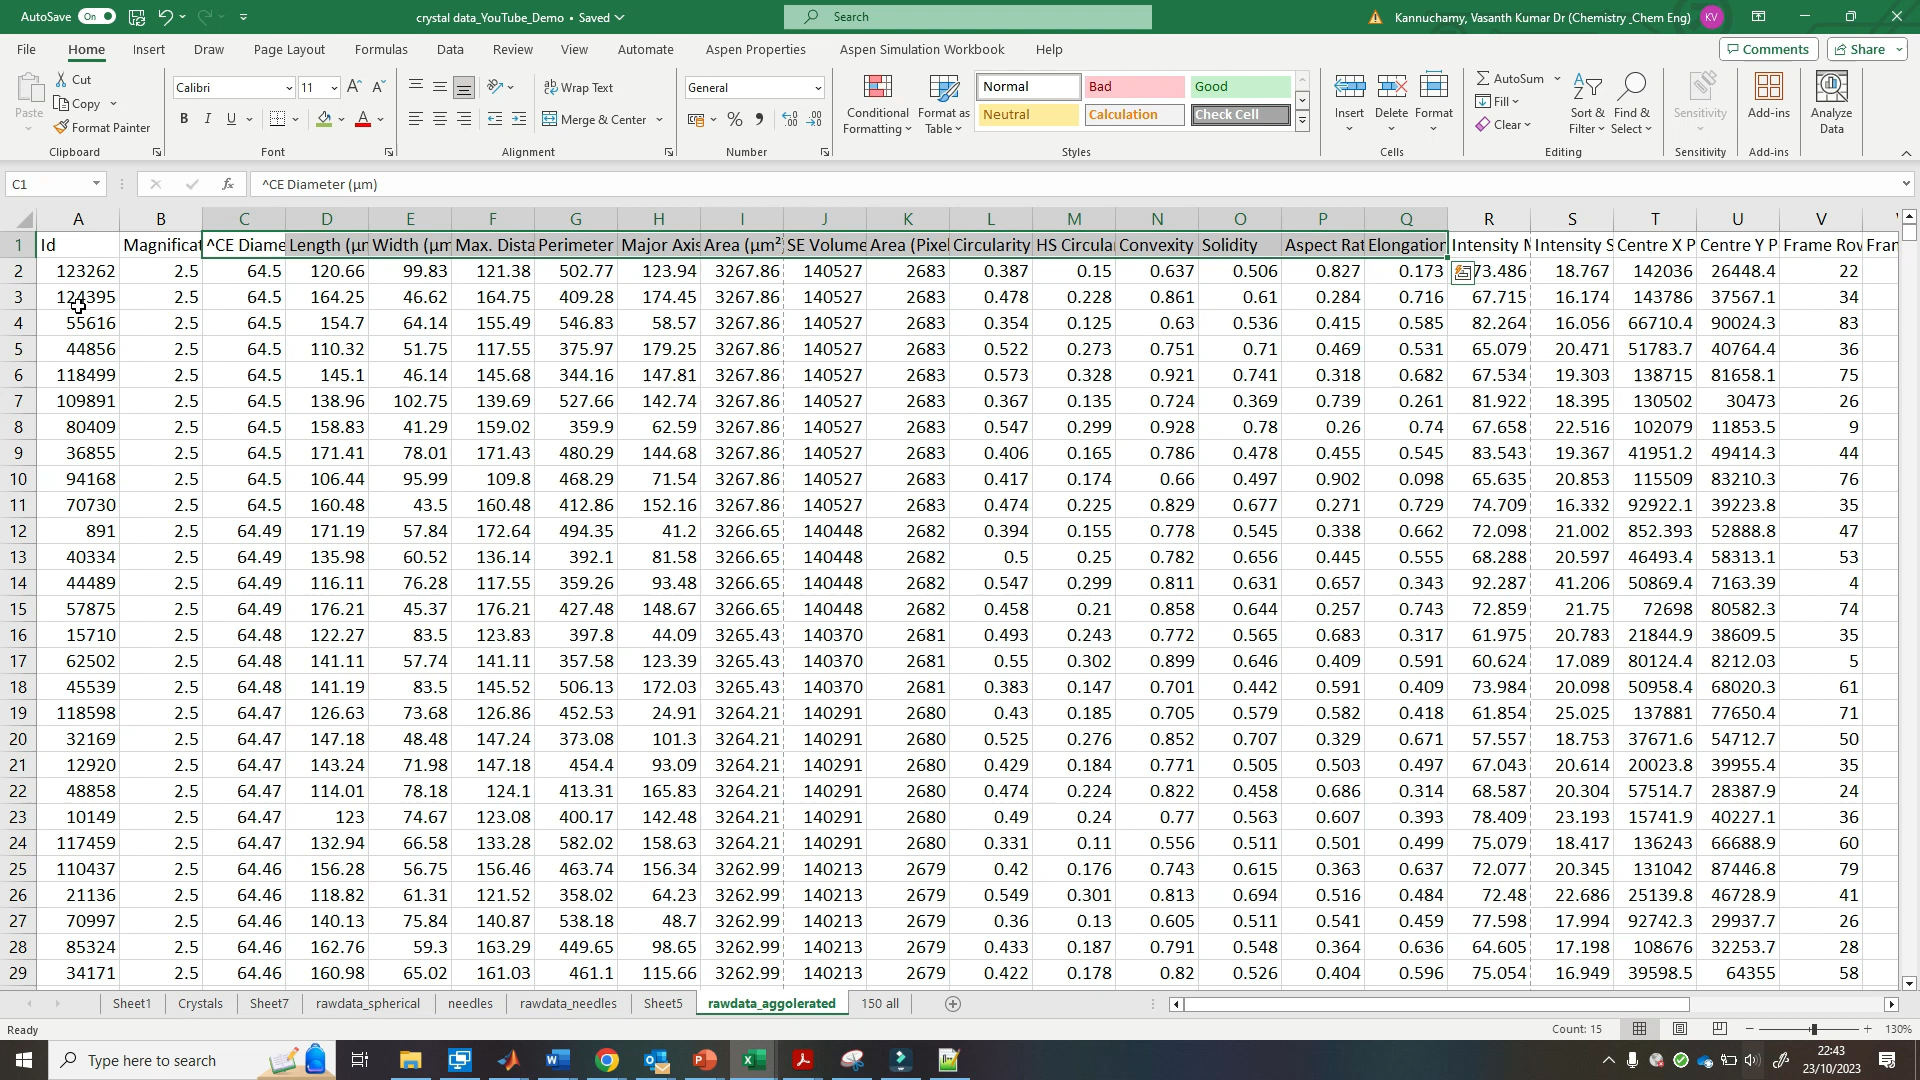 AutoSave On crystal data_YouTube_Demo • Saved Search Kannuchamy, Vasanth Kumar Dr (Chemistry _Chem Eng) KV
File Home Insert Draw Page Layout Formulas Data Review View Automate Aspen Properties Aspen Simulation Workbook Help Comments Share
Paste Cut Copy Format Painter Clipboard
Calibri 11 B I U A Font
ab Wrap Text Merge & Center Alignment
General % Number
Conditional Formatting Format as Table Normal Bad Good Neutral Calculation Check Cell Styles
Insert Delete Format Cells
AutoSum Fill Clear Sort & Filter Find & Select Editing
Sensitivity Sensitivity Add-ins Add-ins Analyze Data
C1 fx ^CE Diameter (µm)
A B C D E F G H I J K L M N O P Q R S T U V
1 Id Magnificat ^CE Diame Length (µm Width (µm Max. Dista Perimeter Major Axis Area (µm² SE Volume Area (Pixel Circularity HS Circula Convexity Solidity Aspect Rat Elongation Intensity M Intensity S Centre X P Centre Y P Frame Row Fran
2 123262 2.5 64.5 120.66 99.83 121.38 502.77 123.94 3267.86 140527 2683 0.387 0.15 0.637 0.506 0.827 0.173 73.486 18.767 142036 26448.4 22
3 124395 2.5 64.5 164.25 46.62 164.75 409.28 174.45 3267.86 140527 2683 0.478 0.228 0.861 0.61 0.284 0.716 67.715 16.174 143786 37567.1 34
4 55616 2.5 64.5 154.7 64.14 155.49 546.83 58.57 3267.86 140527 2683 0.354 0.125 0.63 0.536 0.415 0.585 82.264 16.056 66710.4 90024.3 83
5 44856 2.5 64.5 110.32 51.75 117.55 375.97 179.25 3267.86 140527 2683 0.522 0.273 0.751 0.71 0.469 0.531 65.079 20.471 51783.7 40764.4 36
6 118499 2.5 64.5 145.1 46.14 145.68 344.16 147.81 3267.86 140527 2683 0.573 0.328 0.921 0.741 0.318 0.682 67.534 19.303 138715 81658.1 75
7 109891 2.5 64.5 138.96 102.75 139.69 527.66 142.74 3267.86 140527 2683 0.367 0.135 0.724 0.369 0.739 0.261 81.922 18.395 130502 30473 26
8 80409 2.5 64.5 158.83 41.29 159.02 359.9 62.59 3267.86 140527 2683 0.547 0.299 0.928 0.78 0.26 0.74 67.658 22.516 102079 11853.5 9
9 36855 2.5 64.5 171.41 78.01 171.43 480.29 144.68 3267.86 140527 2683 0.406 0.165 0.786 0.478 0.455 0.545 83.543 19.367 41951.2 49414.3 44
10 94168 2.5 64.5 106.44 95.99 109.8 468.29 71.54 3267.86 140527 2683 0.417 0.174 0.66 0.497 0.902 0.098 65.635 20.853 115509 83210.3 76
11 70730 2.5 64.5 160.48 43.5 160.48 412.86 152.16 3267.86 140527 2683 0.474 0.225 0.829 0.677 0.271 0.729 74.709 16.332 92922.1 39223.8 35
12 891 2.5 64.49 171.19 57.84 172.64 494.35 41.2 3266.65 140448 2682 0.394 0.155 0.778 0.545 0.338 0.662 72.098 21.002 852.393 52888.8 47
13 40334 2.5 64.49 135.98 60.52 136.14 392.1 81.58 3266.65 140448 2682 0.5 0.25 0.782 0.656 0.445 0.555 68.288 20.597 46493.4 58313.1 53
14 44489 2.5 64.49 116.11 76.28 117.55 359.26 93.48 3266.65 140448 2682 0.547 0.299 0.811 0.631 0.657 0.343 92.287 41.206 50869.4 7163.39 4
15 57875 2.5 64.49 176.21 45.37 176.21 427.48 148.67 3266.65 140448 2682 0.458 0.21 0.858 0.644 0.257 0.743 72.859 21.75 72698 80582.3 74
16 15710 2.5 64.48 122.27 83.5 123.83 397.8 44.09 3265.43 140370 2681 0.493 0.243 0.772 0.565 0.683 0.317 61.975 20.783 21844.9 38609.5 35
17 62502 2.5 64.48 141.11 57.74 141.11 357.58 123.39 3265.43 140370 2681 0.55 0.302 0.899 0.646 0.409 0.591 60.624 17.089 80124.4 8212.03 5
18 45539 2.5 64.48 141.19 83.5 145.52 506.13 172.03 3265.43 140370 2681 0.383 0.147 0.701 0.442 0.591 0.409 73.984 20.098 50958.4 68020.3 61
19 118598 2.5 64.47 126.63 73.68 126.86 452.53 24.91 3264.21 140291 2680 0.43 0.185 0.705 0.579 0.582 0.418 61.854 25.025 137881 77650.4 71
20 32169 2.5 64.47 147.18 48.48 147.24 373.08 101.3 3264.21 140291 2680 0.525 0.276 0.852 0.707 0.329 0.671 57.557 18.753 37671.6 54712.7 50
21 12920 2.5 64.47 143.24 71.98 147.18 454.4 93.09 3264.21 140291 2680 0.429 0.184 0.771 0.505 0.503 0.497 67.043 20.614 20023.8 39955.4 35
22 48858 2.5 64.47 114.01 78.18 124.1 413.31 165.83 3264.21 140291 2680 0.474 0.224 0.822 0.458 0.686 0.314 68.587 20.304 57514.7 28387.9 24
23 10149 2.5 64.47 123 74.67 123.08 400.17 142.48 3264.21 140291 2680 0.49 0.24 0.77 0.563 0.607 0.393 78.409 23.193 15741.9 40227.1 36
24 117459 2.5 64.47 132.94 66.58 133.28 582.02 158.63 3264.21 140291 2680 0.331 0.11 0.556 0.511 0.501 0.499 75.079 18.417 136243 66688.9 60
25 110437 2.5 64.46 156.28 56.75 156.46 463.74 156.34 3262.99 140213 2679 0.42 0.176 0.743 0.615 0.363 0.637 72.077 20.345 131042 87446.8 79
26 21136 2.5 64.46 118.82 61.31 121.52 358.02 64.23 3262.99 140213 2679 0.549 0.301 0.813 0.694 0.516 0.484 72.48 22.686 25139.8 46728.9 41
27 70997 2.5 64.46 140.13 75.84 140.87 538.18 48.7 3262.99 140213 2679 0.36 0.13 0.605 0.511 0.541 0.459 77.598 17.994 92742.3 29937.7 26
28 85324 2.5 64.46 162.76 59.3 163.29 449.65 98.65 3262.99 140213 2679 0.433 0.187 0.791 0.548 0.364 0.636 64.605 17.198 108676 32253.7 28
29 34171 2.5 64.46 160.98 65.02 161.03 461.1 115.66 3262.99 140213 2679 0.422 0.178 0.82 0.526 0.404 0.596 75.054 16.949 39598.5 64355 58
Sheet1 Crystals Sheet7 rawdata_spherical needles rawdata_needles Sheet5 rawdata_aggolerated 150 all
Ready Count: 15 130%
Type here to search 22:43
23/10/2023